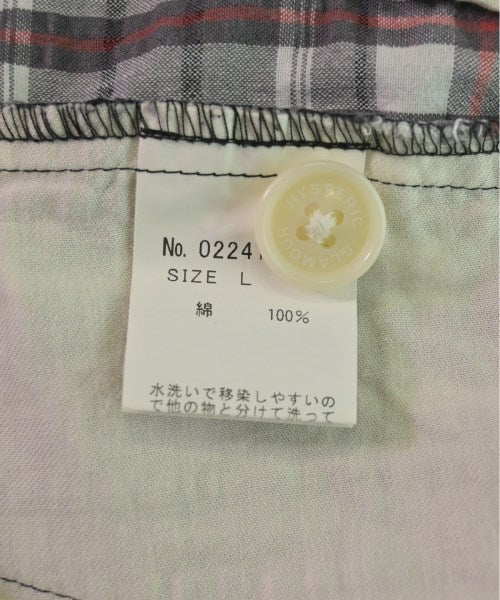 No. 0224
SIZE L
綿 100%
水洗いで移染しやすいの
で他の物と分けて洗って
HYSTERIC
GLAMOUR